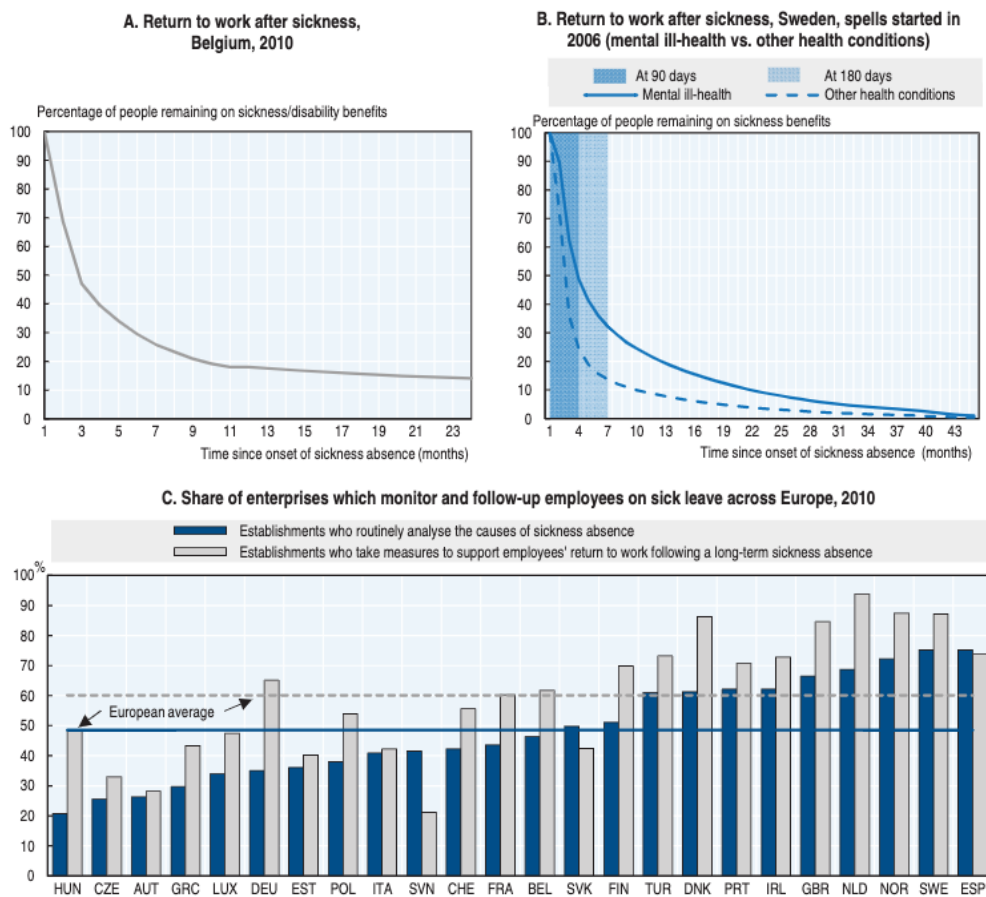 A. Return to work after sickness,
Belgium, 2010
Percentage of people remaining on sickness/disability benefits
100
90
80
70
60
50
40
30
20
10
0
1 3 5 7 9 11 13 15 17 19 21 23
Time since onset of sickness absence (months)
B. Return to work after sickness, Sweden, spells started in
2006 (mental ill-health vs. other health conditions)
At 90 days At 180 days
Mental ill-health Other health conditions
Percentage of people remaining on sickness benefits
100
90
80
70
60
50
40
30
20
10
0
1 4 7 10 13 16 19 22 25 28 31 34 37 40 43
Time since onset of sickness absence (months)
C. Share of enterprises which monitor and follow-up employees on sick leave across Europe, 2010
Establishments who routinely analyse the causes of sickness absence
Establishments who take measures to support employees' return to work following a long-term sickness absence
%
100
90
80
70
60
50
40
30
20
10
0
European average
HUN CZE AUT GRC LUX DEU EST POL ITA SVN CHE FRA BEL SVK FIN TUR DNK PRT IRL GBR NLD NOR SWE ESP